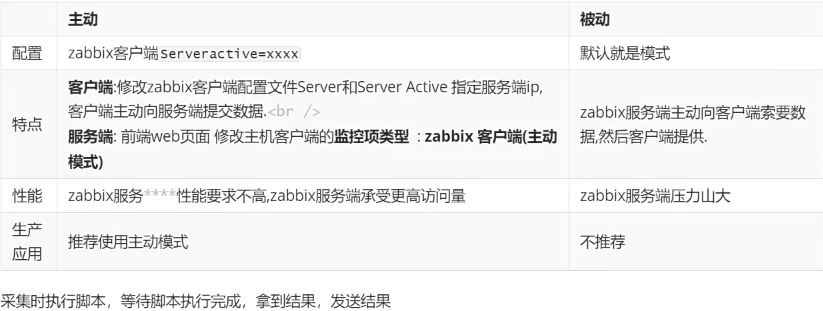 主动 被动
配置 zabbix客户端Serveractive=xxxx 默认就是模式
客户端:修改zabbix客户端配置文件Server和Server Active 指定服务端ip,
客户端主动向服务端提交数据.<br />
特点
服务端: 前端web页面 修改主机客户端的监控项类型 : zabbix 客户端(主动
模式)
zabbix服务端主动向客户端索要数
据,然后客户端提供.
性能 zabbix服务****性能要求不高,zabbix服务端承受更高访问量 zabbix服务端压力山大
生产
应用
推荐使用主动模式 不推荐
采集时执行脚本，等待脚本执行完成，拿到结果，发送结果